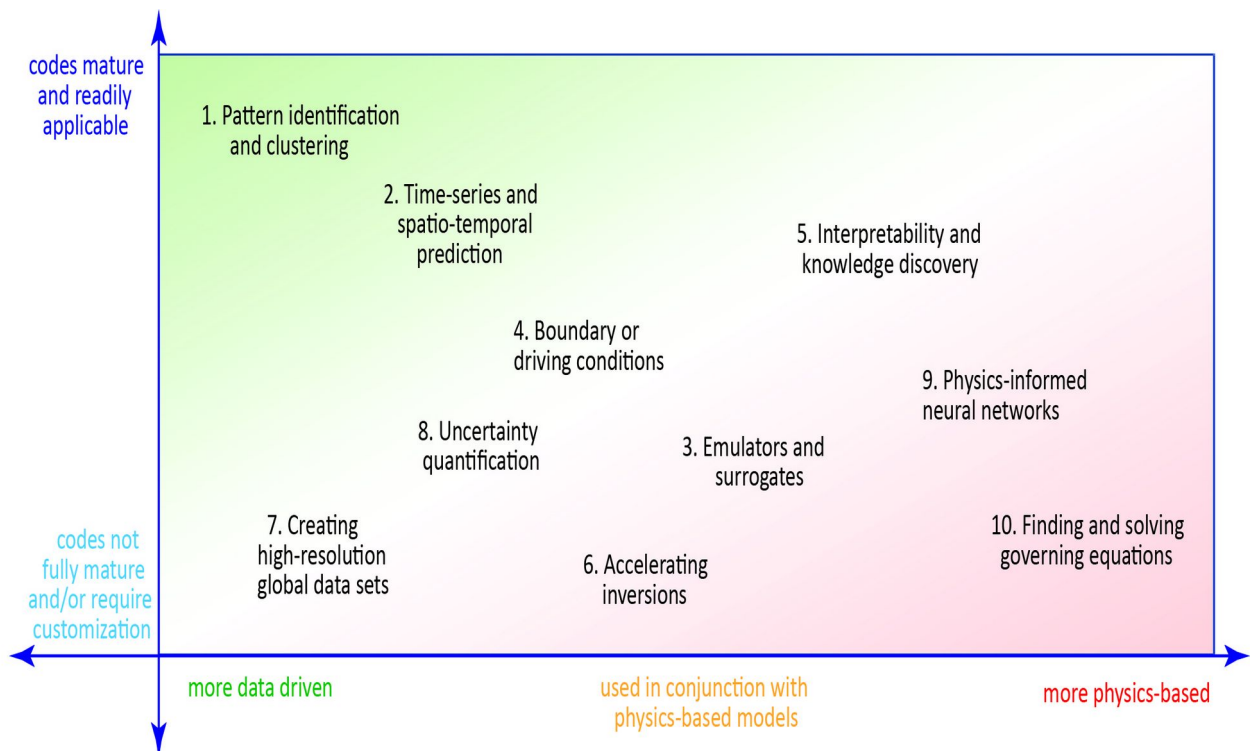 codes mature
and readily
applicable
1. Pattern identification
and clustering
2. Time-series and
spatio-temporal
prediction
5. Interpretability and
knowledge discovery
4. Boundary or
driving conditions
9. Physics-informed
neural networks
8. Uncertainty
quantification
3. Emulators and
surrogates
7. Creating
high-resolution
global data sets
10. Finding and solving
governing equations
6. Accelerating
inversions
codes not
fully mature
and/or require
customization
more data driven
used in conjunction with
physics-based models
more physics-based